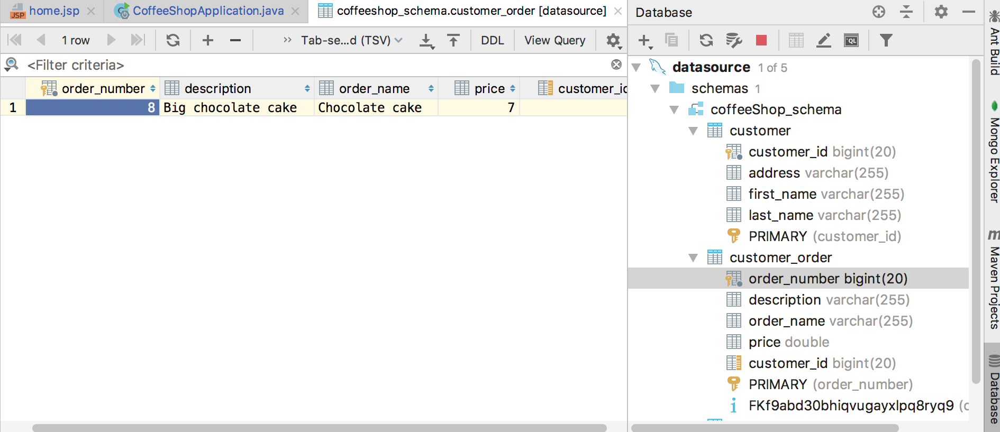 home.jsp CoffeeShopApplication.java coffeeshop_schema.customer_order [datasource]
JSP
1 row >> Tab-se...d (TSV) DDL View Query
<Filter criteria>
order_number description order_name price customer_id
1 8 Big chocolate cake Chocolate cake 7
Database
QL
datasource 1 of 5
schemas 1
coffeeShop_schema
customer
customer_id bigint(20)
address varchar(255)
first_name varchar(255)
last_name varchar(255)
PRIMARY (customer_id)
customer_order
order_number bigint(20)
description varchar(255)
order_name varchar(255)
price double
customer_id bigint(20)
PRIMARY (order_number)
FKf9abd30bhiqvugayxlpq8ryq9 (c
Ant Build
Mongo Explorer
m Maven Projects
Database